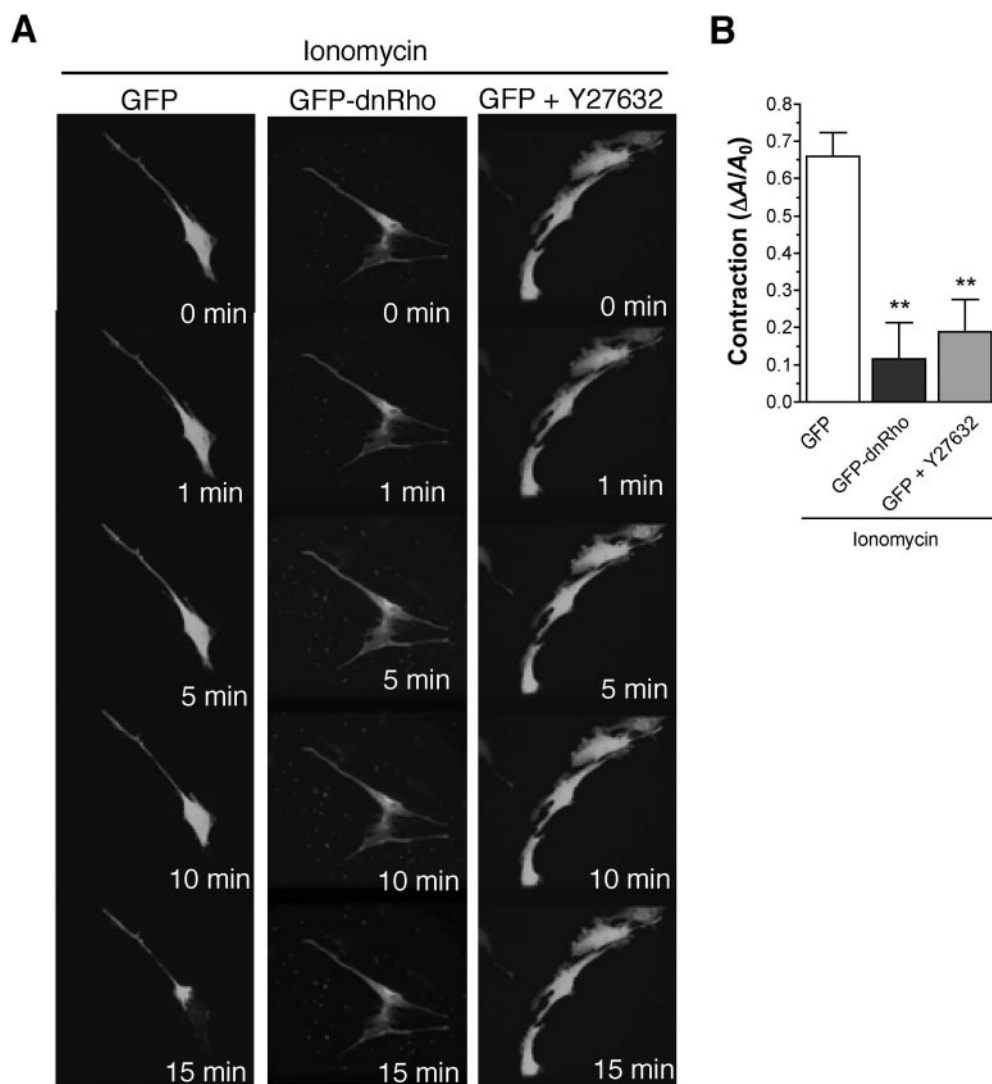 A
Ionomycin
GFP
GFP-dnRho
GFP + Y27632
0 min
0 min
0 min
1 min
1 min
1 min
5 min
5 min
5 min
10 min
10 min
10 min
15 min
15 min
15 min
B
Contraction (ΔA/A₀)
0.8
0.7
0.6
0.5
0.4
0.3
0.2
0.1
0.0
**
**
GFP
GFP-dnRho
GFP + Y27632
Ionomycin